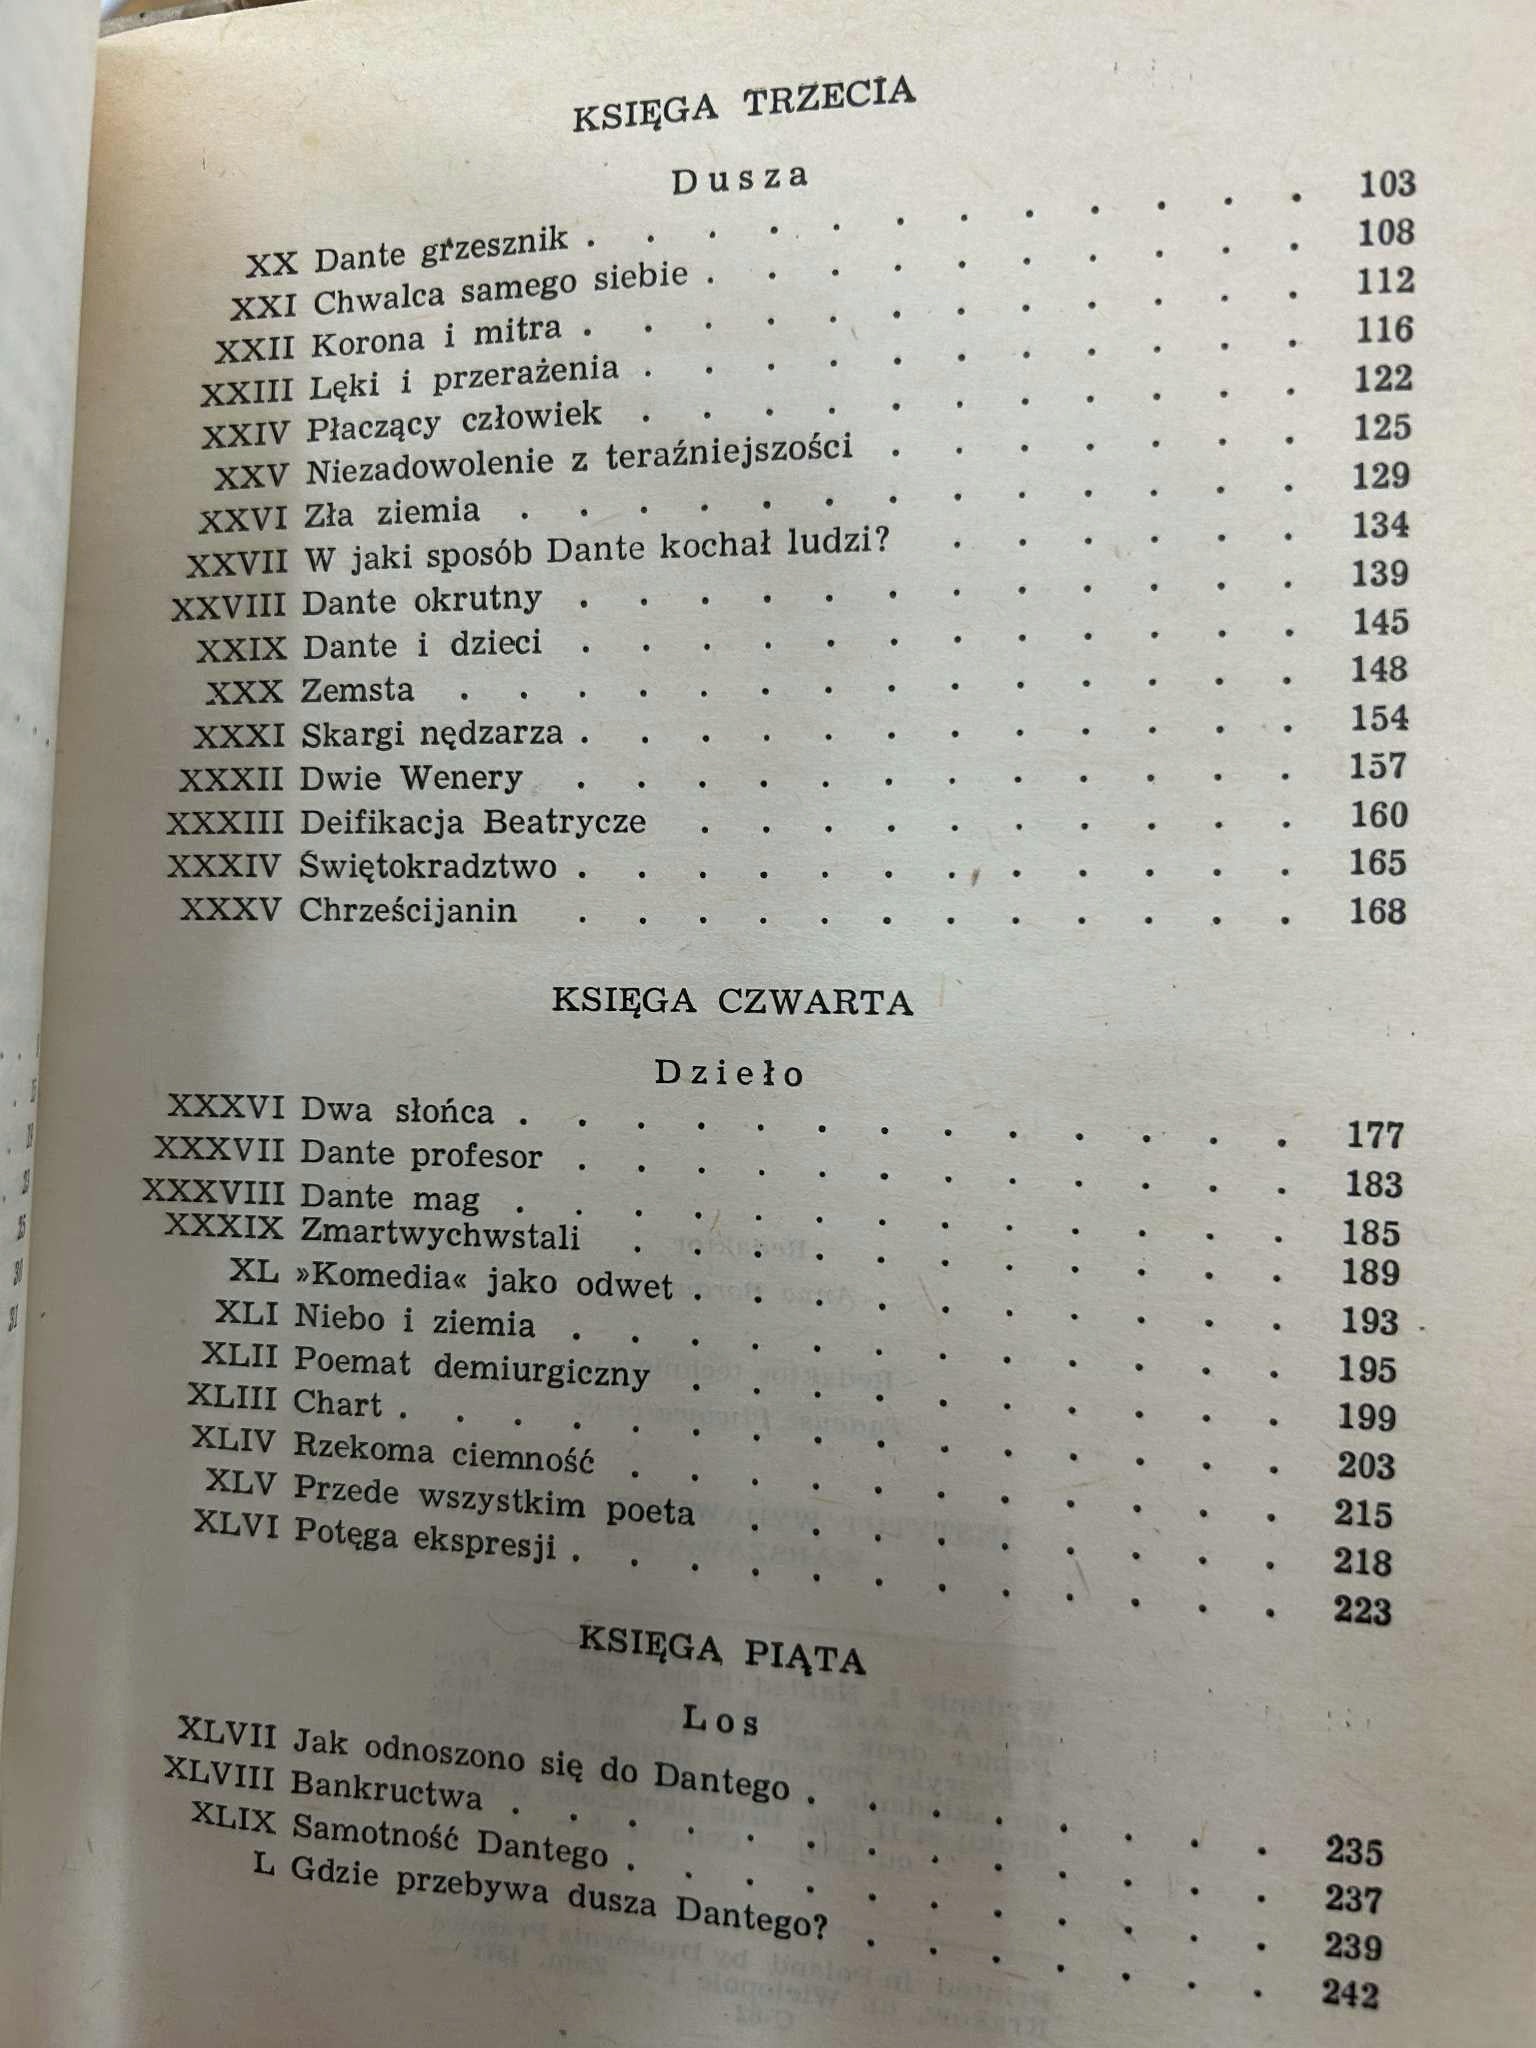 KSIĘGA TRZECIA
Dusza
XX Dante grzesznik . . . . . . . . . . . . 103
XXI Chwalca samego siebie . . . . . . . . . . 108
XXII Korona i mitra . . . . . . . . . . . . 112
XXIII Lęki i przerażenia . . . . . . . . . . . 116
XXIV Płaczący człowiek . . . . . . . . . . . 122
XXV Niezadowolenie z teraźniejszości . . . . . . . 125
XXVI Zła ziemia . . . . . . . . . . . . . 129
XXVII W jaki sposób Dante kochał ludzi? . . . . . . 134
XXVIII Dante okrutny . . . . . . . . . . . . 139
XXIX Dante i dzieci . . . . . . . . . . . . 145
XXX Zemsta . . . . . . . . . . . . . . 148
XXXI Skargi nędzarza . . . . . . . . . . . . 154
XXXII Dwie Wenery . . . . . . . . . . . . 157
XXXIII Deifikacja Beatrycze . . . . . . . . . . 160
XXXIV Świętokradztwo . . . . . . . . . . . . 165
XXXV Chrześcijanin . . . . . . . . . . . . 168
KSIĘGA CZWARTA
Dzieło
XXXVI Dwa słońca . . . . . . . . . . . . . 177
XXXVII Dante profesor . . . . . . . . . . . . 183
XXXVIII Dante mag . . . . . . . . . . . . . 185
XXXIX Zmartwychwstali . . . . . . . . . . . 189
XL »Komedia« jako odwet . . . . . . . . . . 193
XLI Niebo i ziemia . . . . . . . . . . . . 195
XLII Poemat demiurgiczny . . . . . . . . . . 199
XLIII Chart . . . . . . . . . . . . . . . 203
XLIV Rzekoma ciemność . . . . . . . . . . . 215
XLV Przede wszystkim poeta . . . . . . . . . 218
XLVI Potęga ekspresji . . . . . . . . . . . . 223
KSIĘGA PIĄTA
Los
XLVII Jak odnoszono się do Dantego . . . . . . . . 235
XLVIII Bankructwa . . . . . . . . . . . . . 237
XLIX Samotność Dantego . . . . . . . . . . . 239
L Gdzie przebywa dusza Dantego? . . . . . . . 242